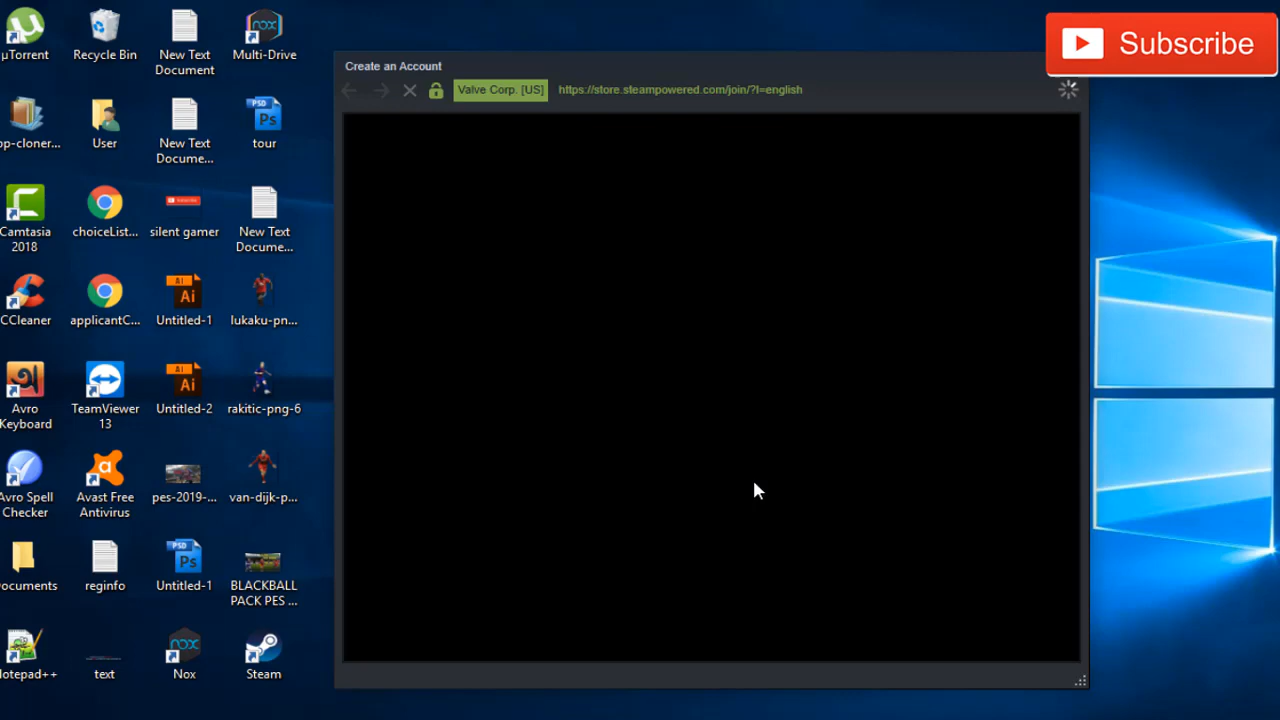 Subscribe
Create an Account
Valve Corp. [US]
https://store.steampowered.com/join/?l=english
µTorrent
Recycle Bin
New Text
Document
Multi-Drive
pp-cloner...
User
New Text
Docume...
tour
Camtasia
2018
choiceList...
silent gamer
New Text
Docume...
CCleaner
applicantC...
Untitled-1
lukaku-pn...
Avro
Keyboard
TeamViewer
13
Untitled-2
rakitic-png-6
Avro Spell
Checker
Avast Free
Antivirus
pes-2019-...
van-dijk-p...
ocuments
reginfo
Untitled-1
BLACKBALL
PACK PES ...
otepad++
text
Nox
Steam